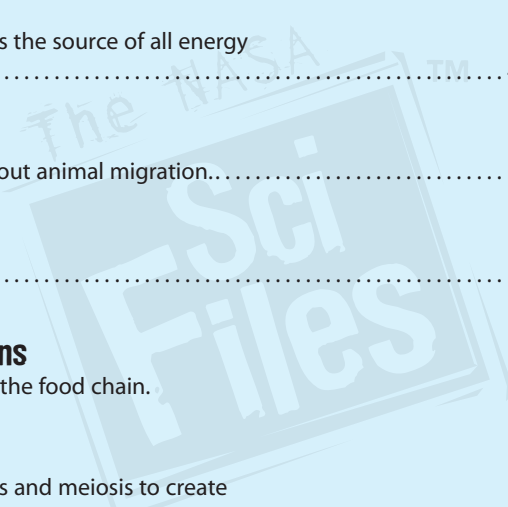 s the source of all energy
..........................................................
The NASA
TM
out animal migration..............................
Sci
Files
..........................................................
ns
the food chain.
s and meiosis to create